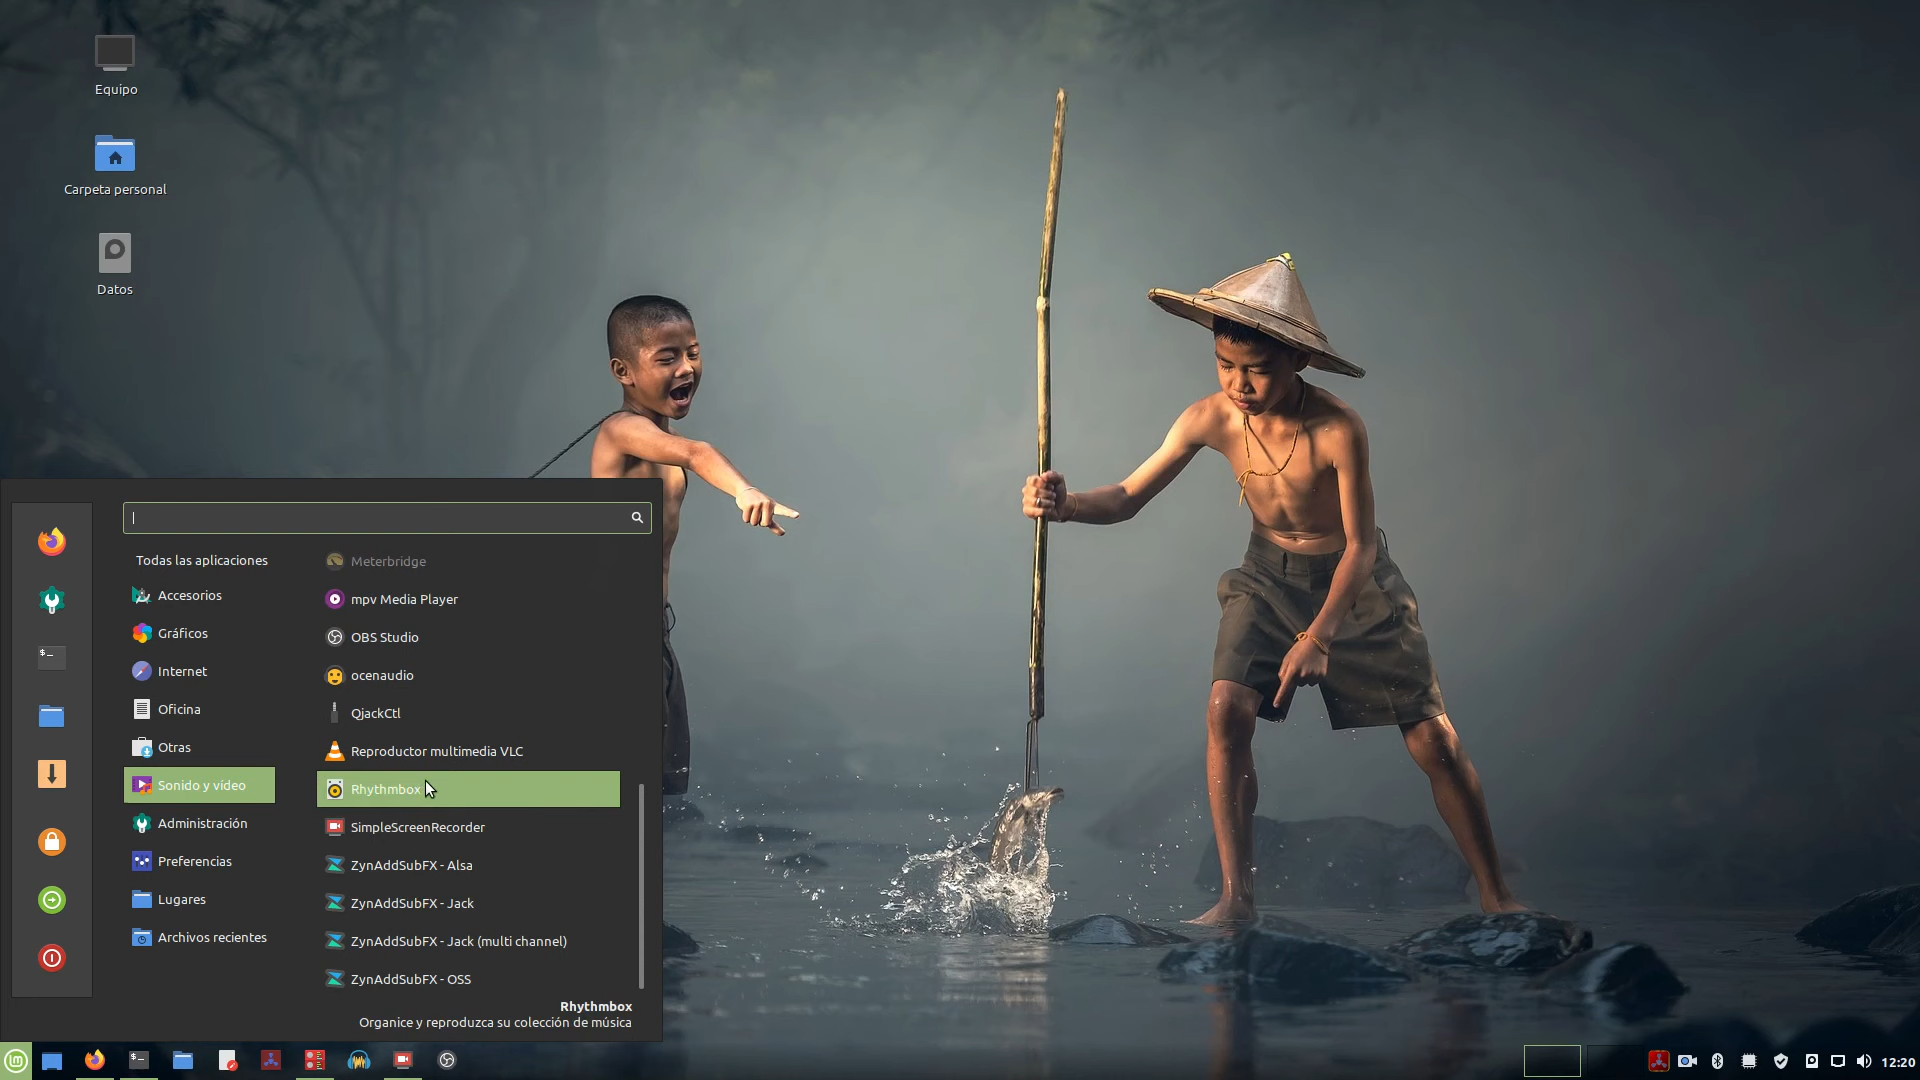 Equipo
Carpeta personal
Datos
Todas las aplicaciones
Accesorios
Gráficos
Internet
Oficina
Otras
Sonido y vídeo
Administración
Preferencias
Lugares
Archivos recientes
Meterbridge
mpv Media Player
OBS Studio
ocenaudio
QjackCtl
Reproductor multimedia VLC
Rhythmbox
SimpleScreenRecorder
ZynAddSubFX - Alsa
ZynAddSubFX - Jack
ZynAddSubFX - Jack (multi channel)
ZynAddSubFX - OSS
Rhythmbox
Organice y reproduzca su colección de música
12:20